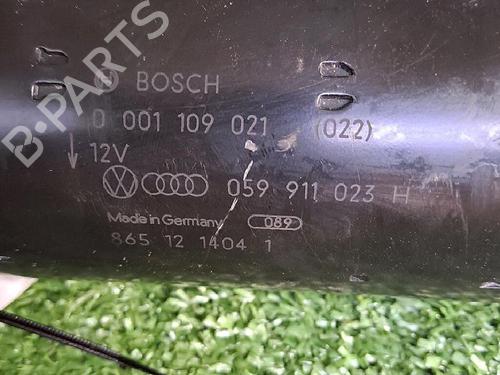 B-PARTS
BOSCH
0 001 109 021 (022)
12V
059 911 023 H
Made in Germany 089
865 12 1404 1